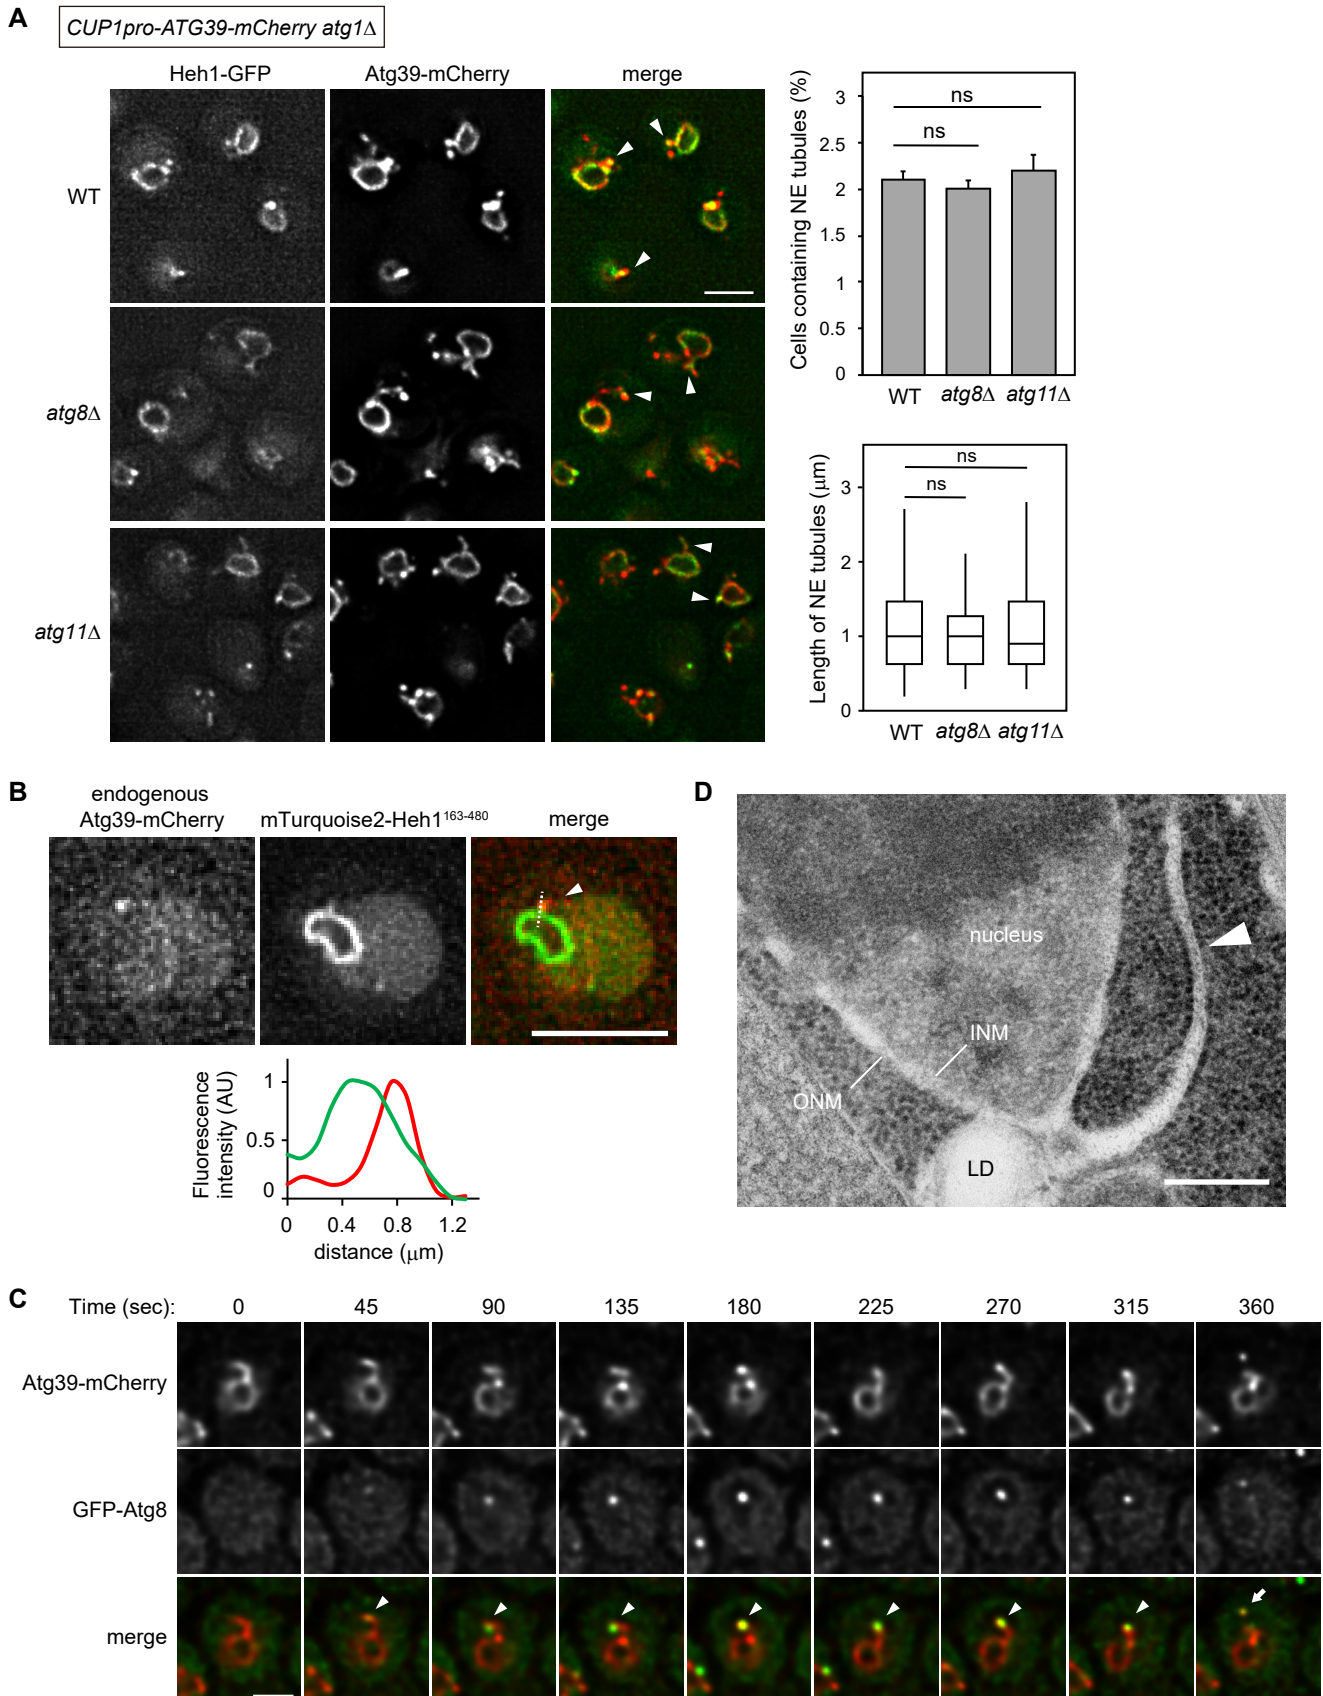 A
CUP1pro-ATG39-mCherry atg1Δ
Heh1-GFP Atg39-mCherry merge
WT
atg8Δ
atg11Δ
Cells containing NE tubules (%)
3
2.5
2
1.5
1
0.5
0
ns
ns
WT atg8Δ atg11Δ
Length of NE tubules (μm)
3
2
1
0
ns
ns
WT atg8Δ atg11Δ
B
endogenous
Atg39-mCherry mTurquoise2-Heh1163-480 merge
Fluorescence
intensity (AU)
1
0.5
0
0 0.4 0.8 1.2
distance (μm)
D
nucleus
INM
ONM
LD
C
Time (sec): 0 45 90 135 180 225 270 315 360
Atg39-mCherry
GFP-Atg8
merge